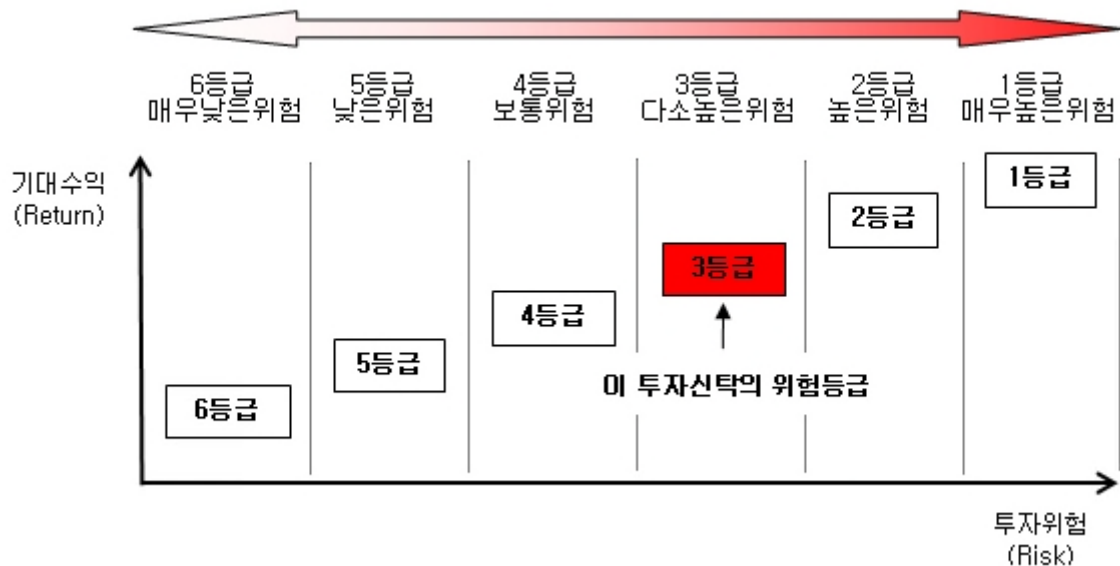 6등급
매우낮은위험
5등급
낮은위험
4등급
보통위험
3등급
다소높은위험
2등급
높은위험
1등급
매우높은위험
기대수익
(Return)
1등급
2등급
3등급
4등급
5등급
이 투자신탁의 위험등급
6등급
투자위험
(Risk)